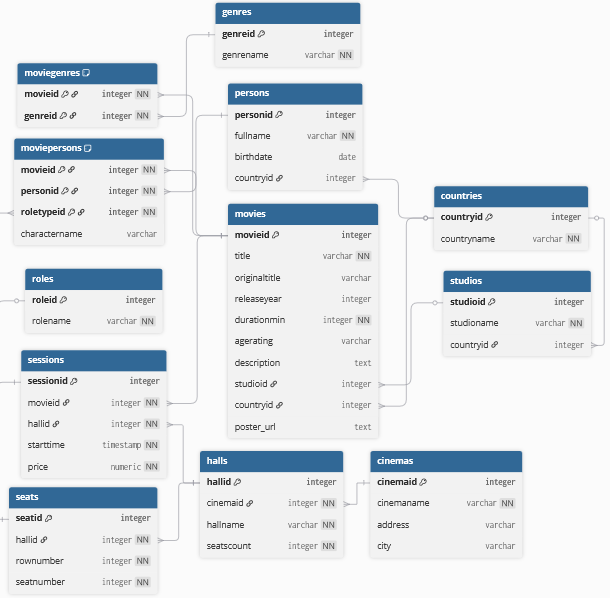 genres
genreid integer
genrename varchar NN
moviegenres
movieid integer NN
genreid integer NN
persons
personid integer
fullname varchar NN
birthdate date
countryid integer
moviepersons
movieid integer NN
personid integer NN
roletypeid integer NN
charactername varchar
countries
countryid integer
countryname varchar NN
movies
movieid integer
title varchar NN
originaltitle varchar
releaseyear integer
durationmin integer NN
agerating varchar
description text
studioid integer
countryid integer
poster_url text
roles
roleid integer
rolename varchar NN
studios
studioid integer
studioname varchar NN
countryid integer
sessions
sessionid integer
movieid integer NN
hallid integer NN
starttime timestamp NN
price numeric NN
halls
hallid integer
cinemaid integer NN
hallname varchar NN
seatscount integer NN
cinemas
cinemaid integer
cinemaname varchar NN
address varchar
city varchar
seats
seatid integer
hallid integer NN
rownumber integer NN
seatnumber integer NN